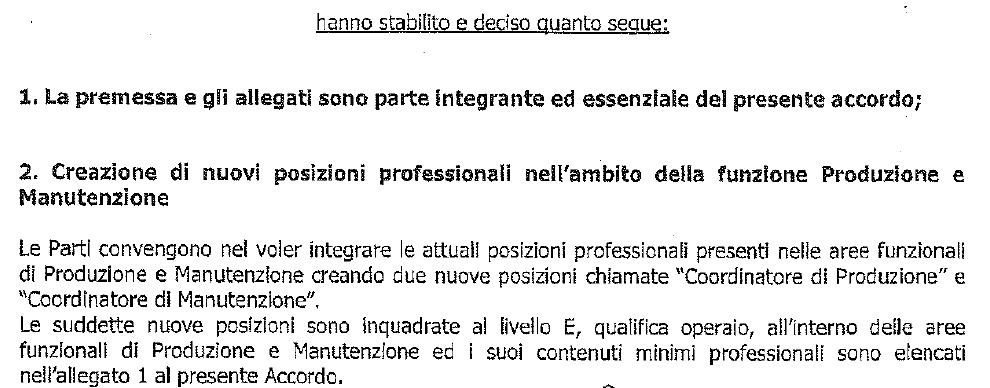 hanno stabilito e deciso quanto segue:
1. La premessa e gli allegati sono parte integrante ed essenziale del presente accordo;
2. Creazione di nuovi posizioni professionali nell'ambito della funzione Produzione e
Manutenzione
Le Parti convengono nel voler integrare le attuali posizioni professionali presenti nelle aree funzionali
di Produzione e Manutenzione creando due nuove posizioni chiamate "Coordinatore di Produzione" e
"Coordinatore di Manutenzione".
Le suddette nuove posizioni sono inquadrate al livello E, qualifica operaio, all'interno delle aree
funzionali di Produzione e Manutenzione ed i suoi contenuti minimi professionali sono elencati
nell'allegato 1 al presente Accordo.